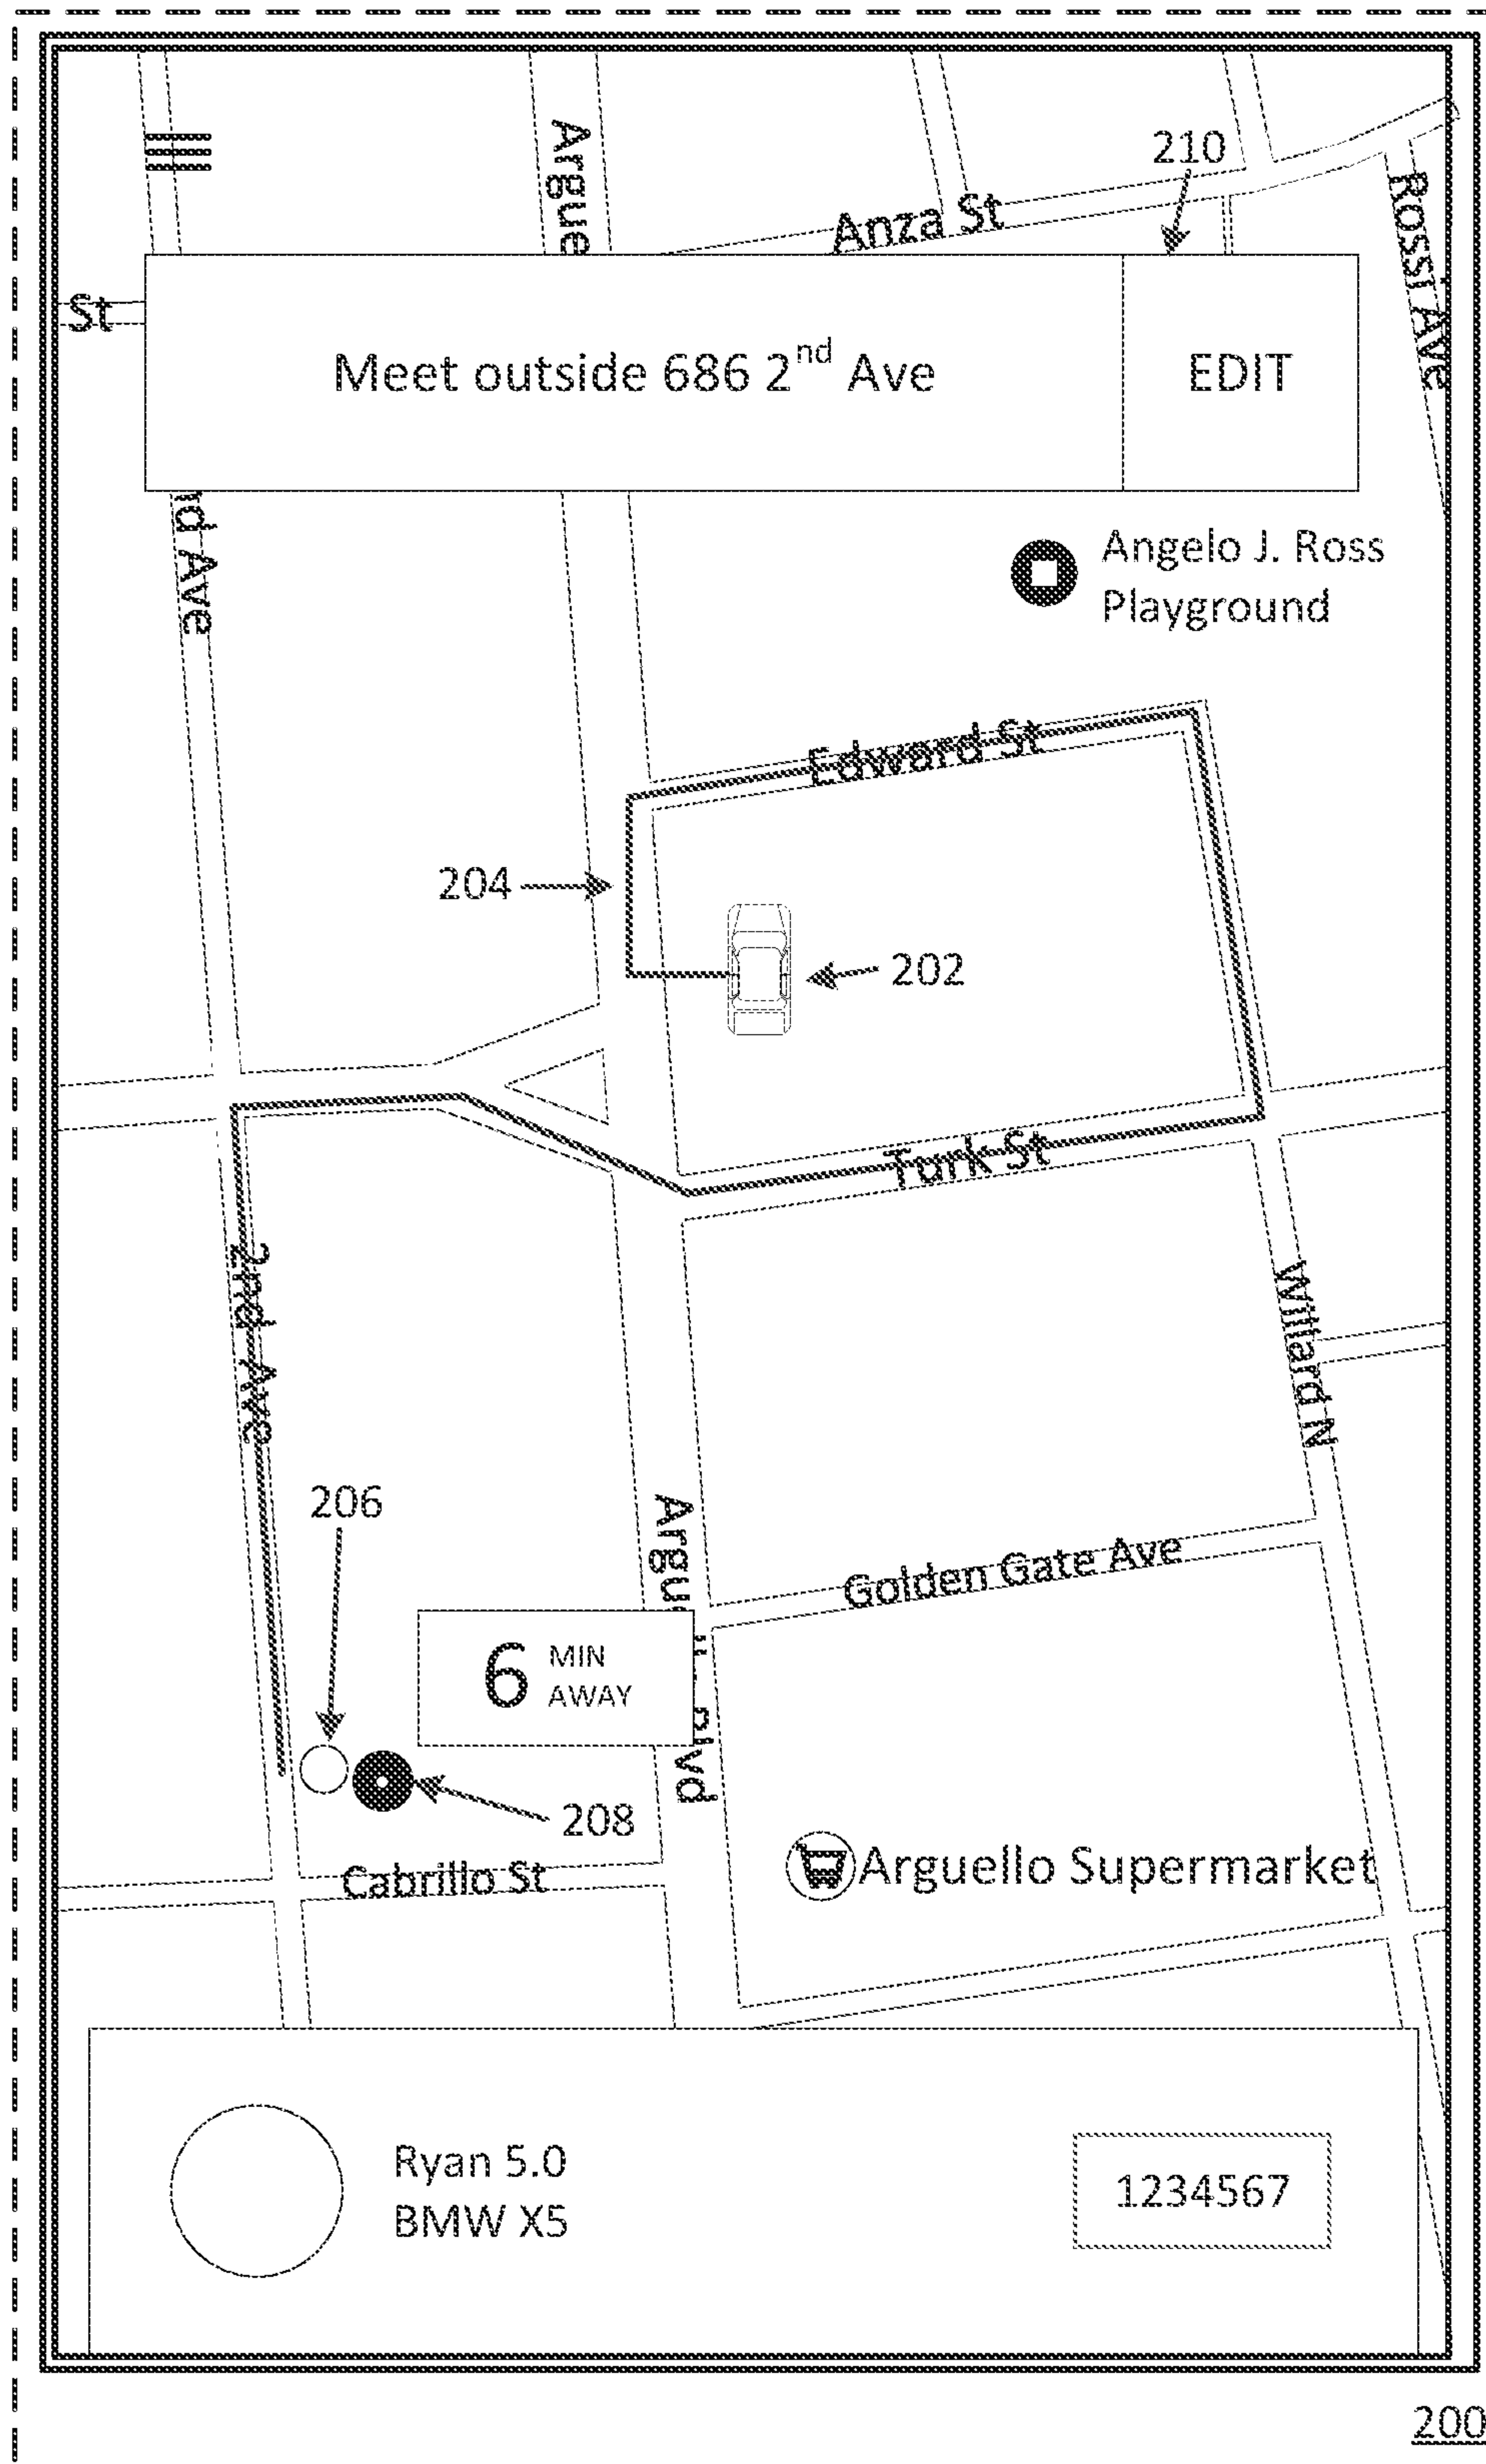 210
Argue
Anza St
Rossi Ave
St
Meet outside 686 2nd Ave
EDIT
nd Ave
Angelo J. Ross
Playground
Edward St
204
202
Turk St
2nd Ave
Willard N
206
Golden Gate Ave
6 MIN
AWAY
Blvd
208
Cabrillo St
Arguello Supermarket
Ryan 5.0
BMW X5
1234567
200